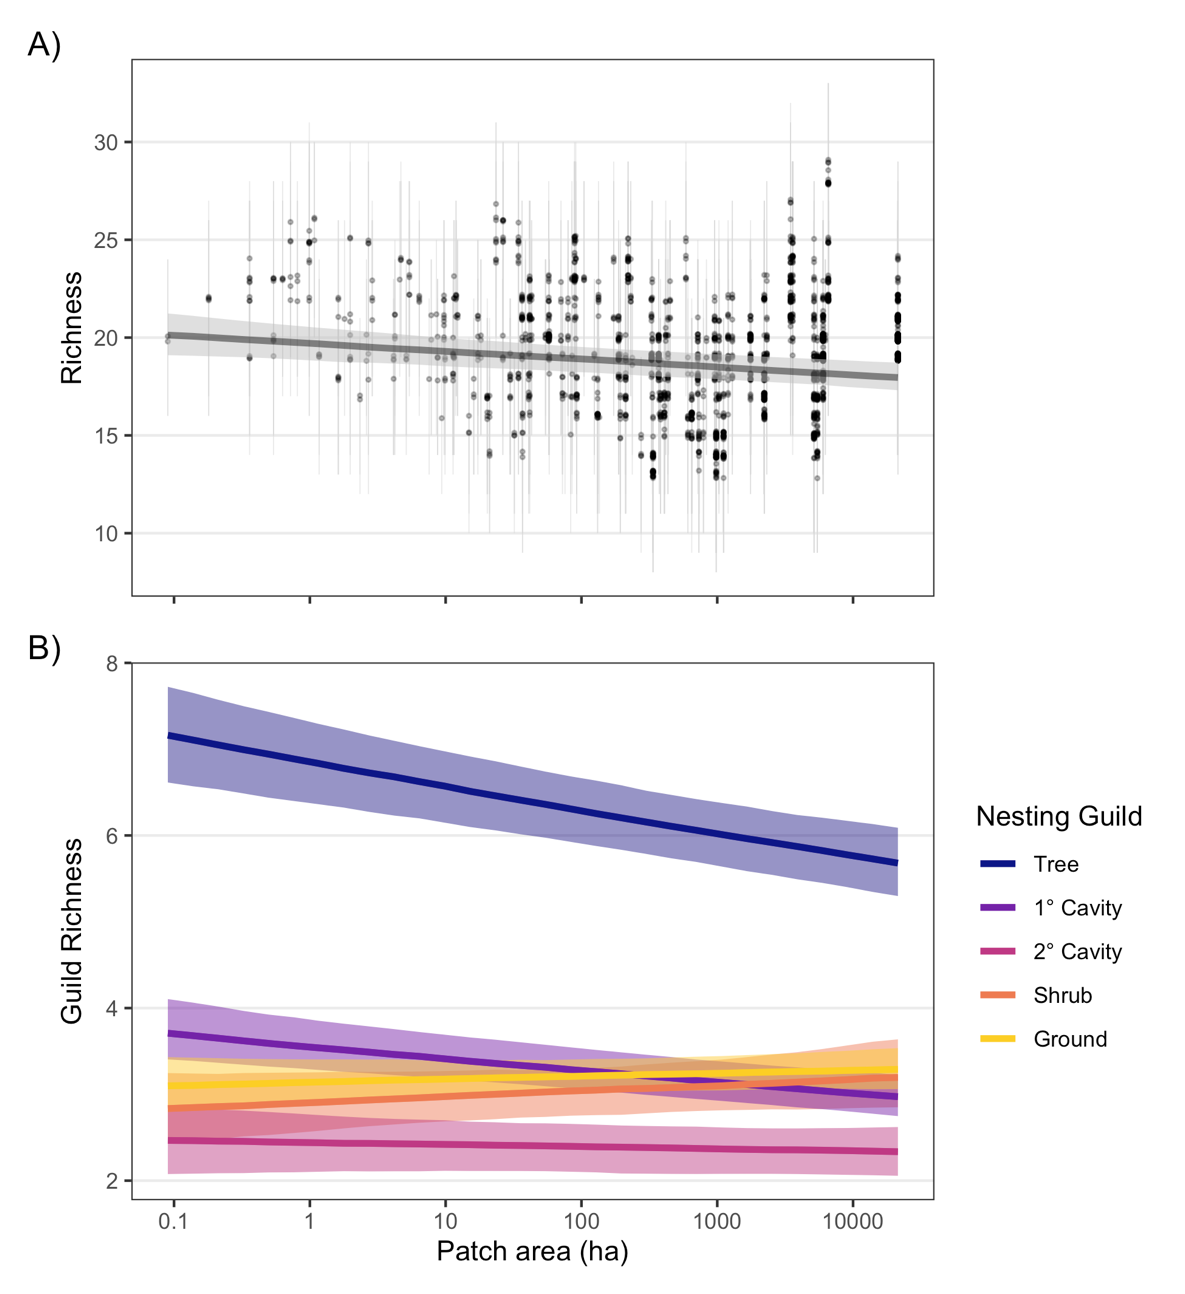 A)
Richness
30
25
20
15
10
B)
Guild Richness
8
6
4
2
0.1 1 10 100 1000 10000
Patch area (ha)
Nesting Guild
Tree
1° Cavity
2° Cavity
Shrub
Ground